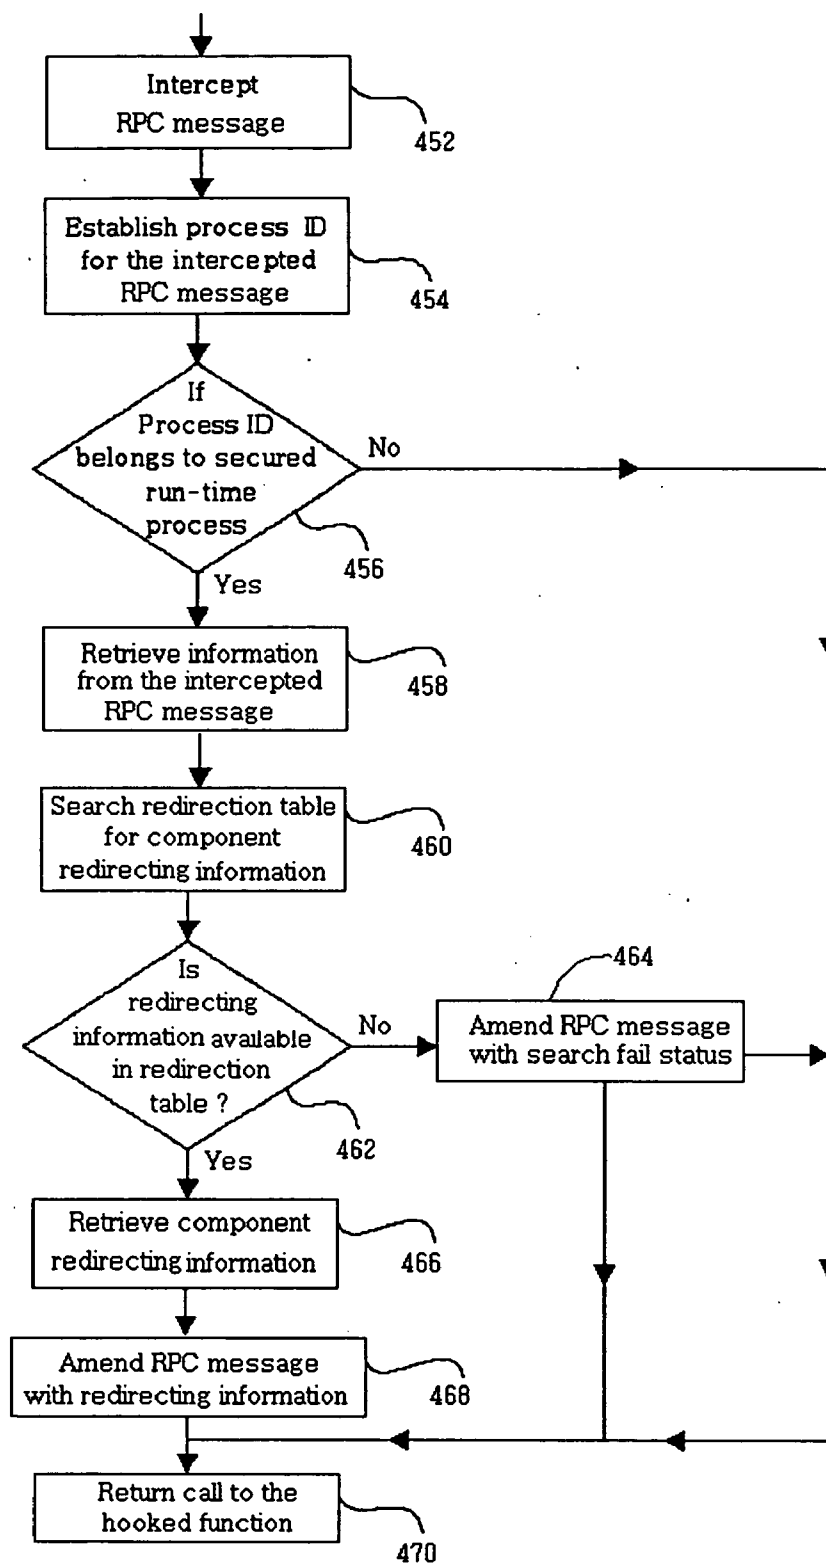 Intercept
RPC message
452
Establish process ID
for the intercepted
RPC message
454
If
Process ID
belongs to secured
run-time
process
No
456
Yes
Retrieve information
from the intercepted
RPC message
458
Search redirection table
for component
redirecting information
460
Is
redirecting
information available
in redirection
table ?
No
462
464
Amend RPC message
with search fail status
Yes
Retrieve component
redirecting information
466
Amend RPC message
with redirecting information
468
Return call to the
hooked function
470